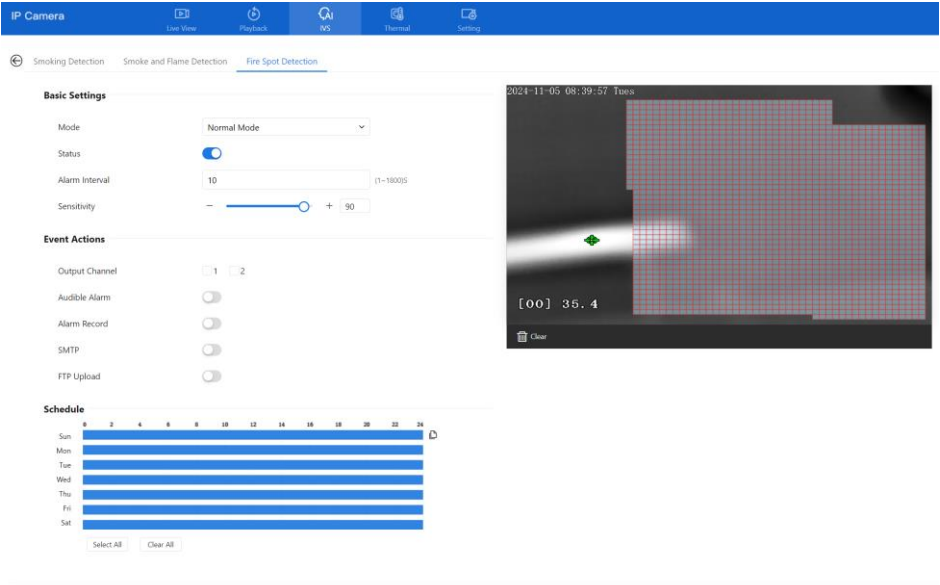 IP Camera
Live View Playback AI IVS Thermal Setting
Smoking Detection Smoke and Flame Detection Fire Spot Detection
Basic Settings
Mode Normal Mode
Status
Alarm Interval 10 (1~1800)S
Sensitivity − + 90
Event Actions
Output Channel 1 2
Audible Alarm
Alarm Record
SMTP
FTP Upload
Schedule
0 2 4 6 8 10 12 14 16 18 20 22 24
Sun
Mon
Tue
Wed
Thu
Fri
Sat
Select All Clear All
2024-11-05 08:39:57 Tues
[00] 35.4
Clear